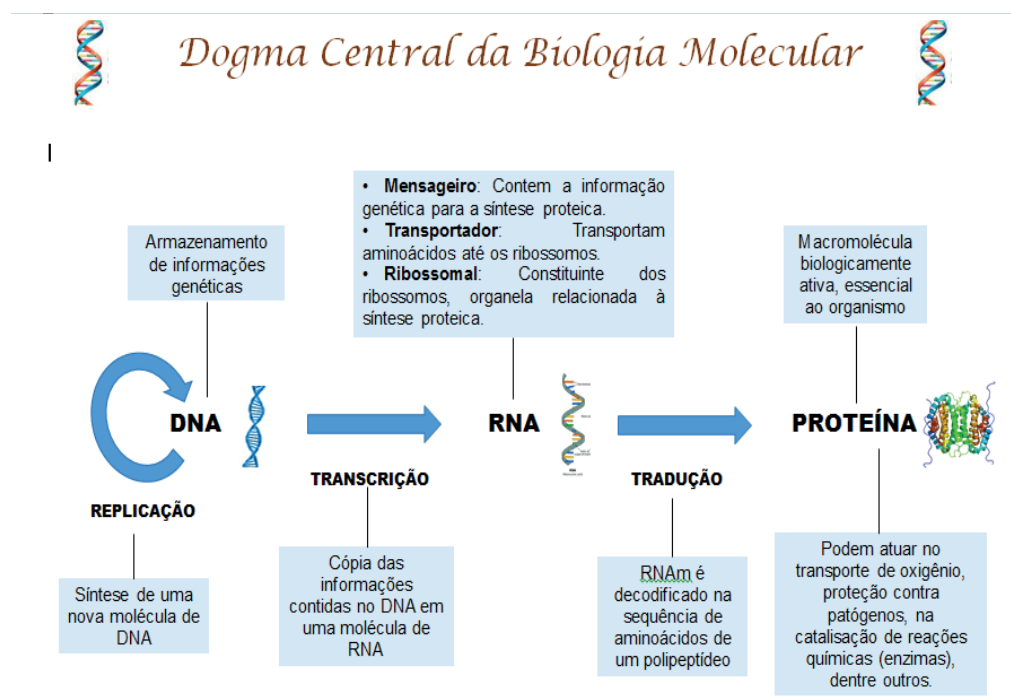 Dogma Central da Biologia Molecular
• Mensageiro: Contem a informação
genética para a síntese proteica.
• Transportador: Transportam
aminoácidos até os ribossomos.
• Ribossomal: Constituinte dos
ribossomos, organela relacionada à
síntese proteica.
Armazenamento
de informações
genéticas
Macromolécula
biologicamente
ativa, essencial
ao organismo
DNA
RNA
PROTEÍNA
REPLICAÇÃO
TRANSCRIÇÃO
TRADUÇÃO
Síntese de uma
nova molécula de
DNA
Cópia das
informações
contidas no DNA em
uma molécula de
RNA
RNAm é
decodificado na
sequência de
aminoácidos de
um polipeptídeo
Podem atuar no
transporte de oxigênio,
proteção contra
patógenos, na
catalisação de reações
químicas (enzimas),
dentre outros.